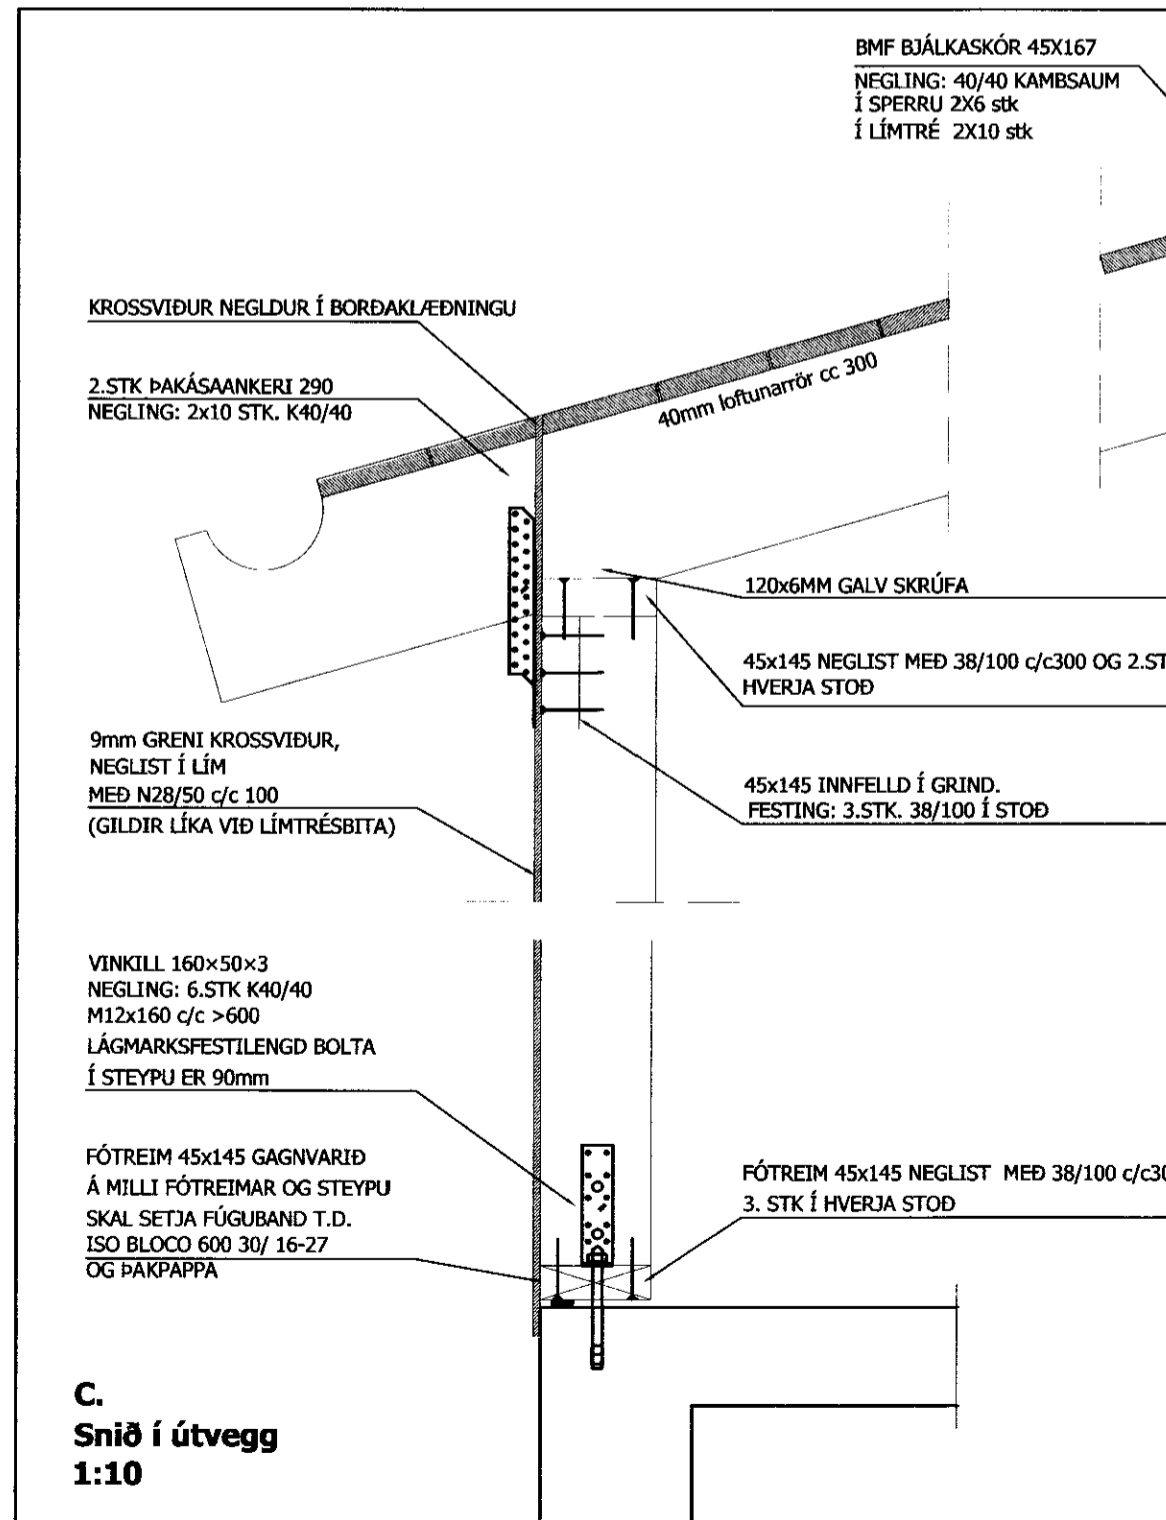 BMF BJÁLKASKÓR 45X167
NEGLING: 40/40 KAMBSAUM
Í SPERRU 2X6 stk
Í LÍMTRÉ 2X10 stk
KROSSVIÐUR NEGLDUR Í BORÐAKLÆÐNINGU
2.STK ÞAKÁSAANKERI 290
NEGLING: 2x10 STK. K40/40
40mm loftunarrör cc 300
120x6MM GALV SKRÚFA
45x145 NEGLIST MEÐ 38/100 c/c300 OG 2.ST
HVERJA STOÐ
9mm GRENI KROSSVIÐUR,
NEGLIST Í LÍM
MEÐ N28/50 c/c 100
(GILDIR LÍKA VIÐ LÍMTRÉSBITA)
45x145 INNFELLD Í GRIND.
FESTING: 3.STK. 38/100 Í STOÐ
VINKILL 160×50×3
NEGLING: 6.STK K40/40
M12x160 c/c >600
LÁGMARKSFESTILENGD BOLTA
Í STEYPU ER 90mm
FÓTREIM 45x145 GAGNVARIÐ
Á MILLI FÓTREIMAR OG STEYPU
SKAL SETJA FÚGUBAND T.D.
ISO BLOCO 600 30/ 16-27
OG ÞAKPAPPA
FÓTREIM 45x145 NEGLIST MEÐ 38/100 c/c30
3. STK Í HVERJA STOÐ
C.
Snið í útvegg
1:10